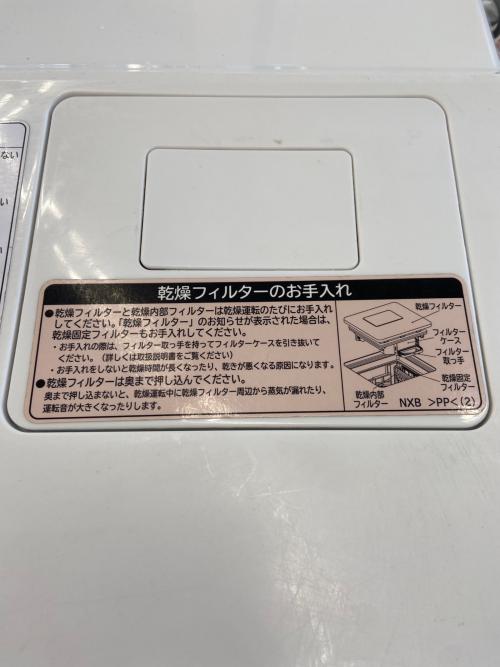 ない
い
い
乾燥フィルターのお手入れ
●乾燥フィルターと乾燥内部フィルターは乾燥運転のたびにお手入れ
してください。「乾燥フィルター」のお知らせが表示された場合は、
乾燥固定フィルターもお手入れしてください。
・お手入れの際は、フィルター取っ手を持ってフィルターケースを引き抜いて
ください。（詳しくは取扱説明書をご覧ください）
・お手入れをしないと乾燥時間が長くなったり、乾きが悪くなる原因になります。
●乾燥フィルターは奥まで押し込んでください。
奥まで押し込まないと、乾燥運転中に乾燥フィルター周辺から蒸気が漏れたり、
運転音が大きくなったりします。
乾燥フィルター
フィルター
ケース
フィルター
取っ手
乾燥固定
フィルター
乾燥内部
フィルター
NXB >PP< (2)